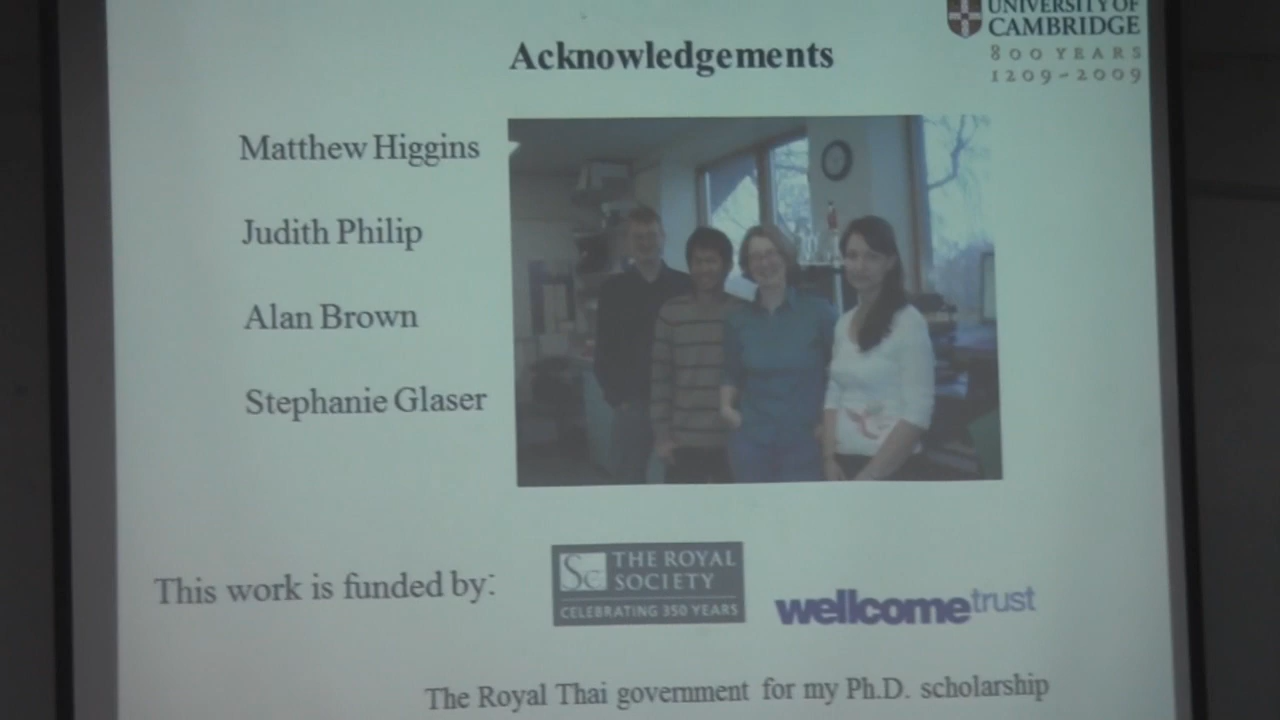 UNIVERSITY OF
CAMBRIDGE
800 YEARS
1209-2009
Acknowledgements
Matthew Higgins
Judith Philip
Alan Brown
Stephanie Glaser
This work is funded by:
Sc THE ROYAL
SOCIETY
CELEBRATING 350 YEARS
wellcometrust
The Royal Thai government for my Ph.D. scholarship